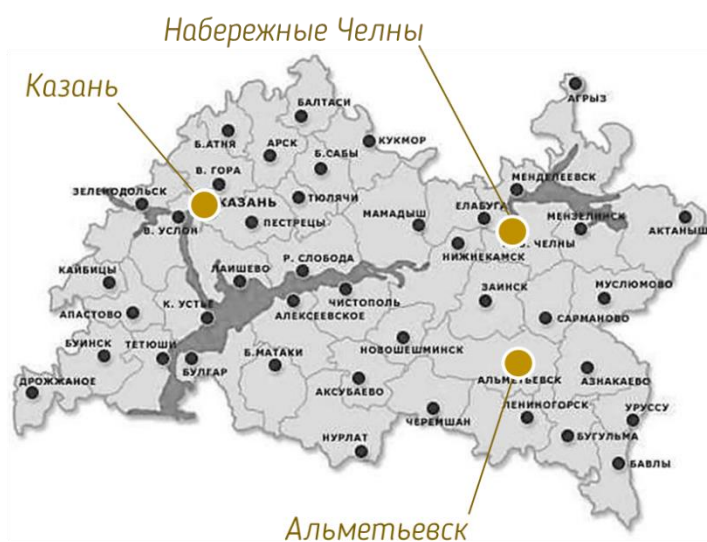 Набережные Челны
Казань
АГРЫЗ
БАЛТАСИ
Б.АТНЯ
АРСК
КУКМОР
Б.САБЫ
В. ГОРА
МЕНДЕЛЕЕВСК
ЗЕЛЕНОДОЛЬСК
КАЗАНЬ
ТЮЛЯЧИ
ЕЛАБУГА
МАМАДЫШ
МЕНЗЕЛИНСК
ПЕСТРЕЦЫ
АКТАНЫШ
В. УСЛОН
ЧЕЛНЫ
НИЖНЕКАМСК
Р. СЛОБОДА
КАЙБИЦЫ
ЛАИШЕВО
МУСЛЮМОВО
ЗАИНСК
ЧИСТОПОЛЬ
К. УСТЬЕ
АПАСТОВО
АЛЕКСЕЕВСКОЕ
САРМАНОВО
БУИНСК
ТЕТЮШИ
НОВОШЕШМИНСК
Б.МАТАКИ
БУЛГАР
ДРОЖЖАНОЕ
АЛЬМЕТЬЕВСК
АЗНАКАЕВО
АКСУБАЕВО
ЛЕНИНОГОРСК
УРУССУ
ЧЕРЕМШАН
НУРЛАТ
БУГУЛЬМА
БАВЛЫ
Альметьевск